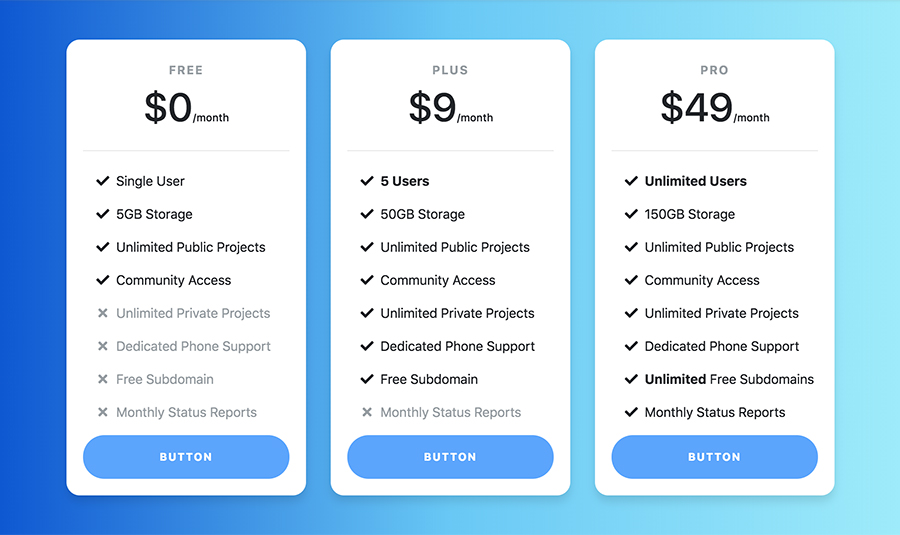 FREE
$0/month
Single User
5GB Storage
Unlimited Public Projects
Community Access
Unlimited Private Projects
Dedicated Phone Support
Free Subdomain
Monthly Status Reports
BUTTON
PLUS
$9/month
5 Users
50GB Storage
Unlimited Public Projects
Community Access
Unlimited Private Projects
Dedicated Phone Support
Free Subdomain
Monthly Status Reports
BUTTON
PRO
$49/month
Unlimited Users
150GB Storage
Unlimited Public Projects
Community Access
Unlimited Private Projects
Dedicated Phone Support
Unlimited Free Subdomains
Monthly Status Reports
BUTTON